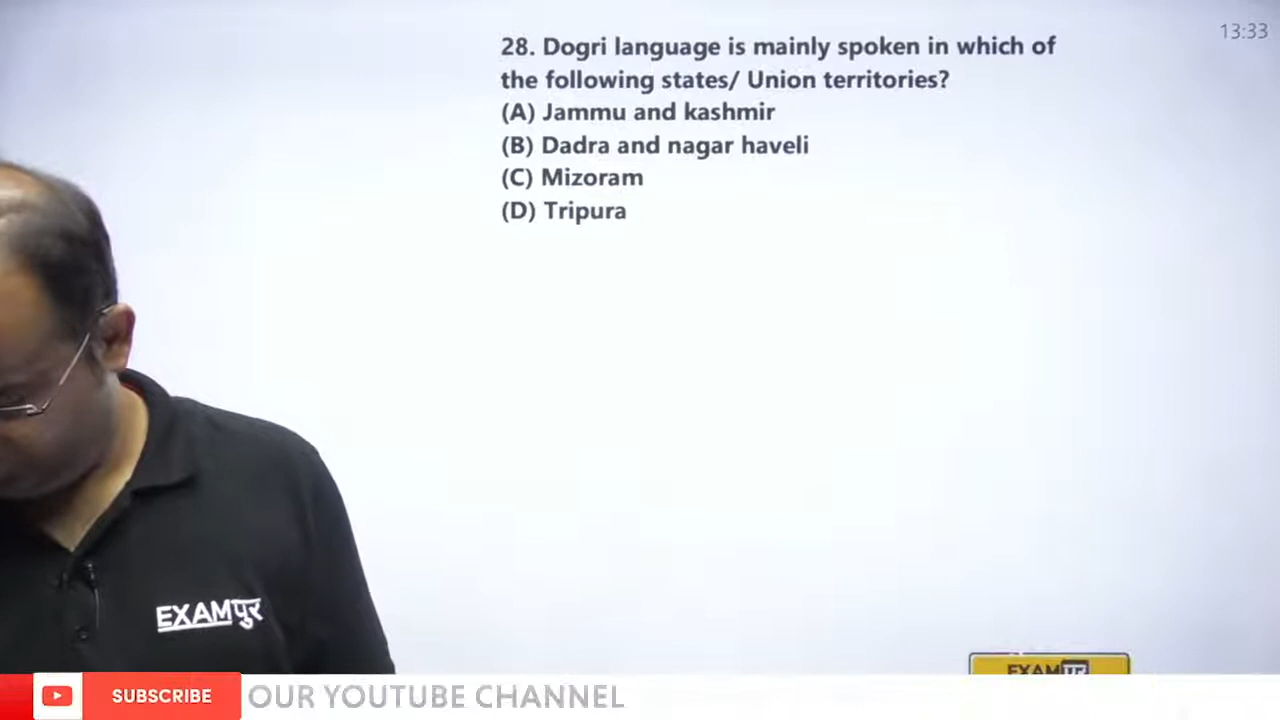 13:33
28. Dogri language is mainly spoken in which of
the following states/ Union territories?
(A) Jammu and kashmir
(B) Dadra and nagar haveli
(C) Mizoram
(D) Tripura
EXAMपुर
EXAMपुर
SUBSCRIBE OUR YOUTUBE CHANNEL